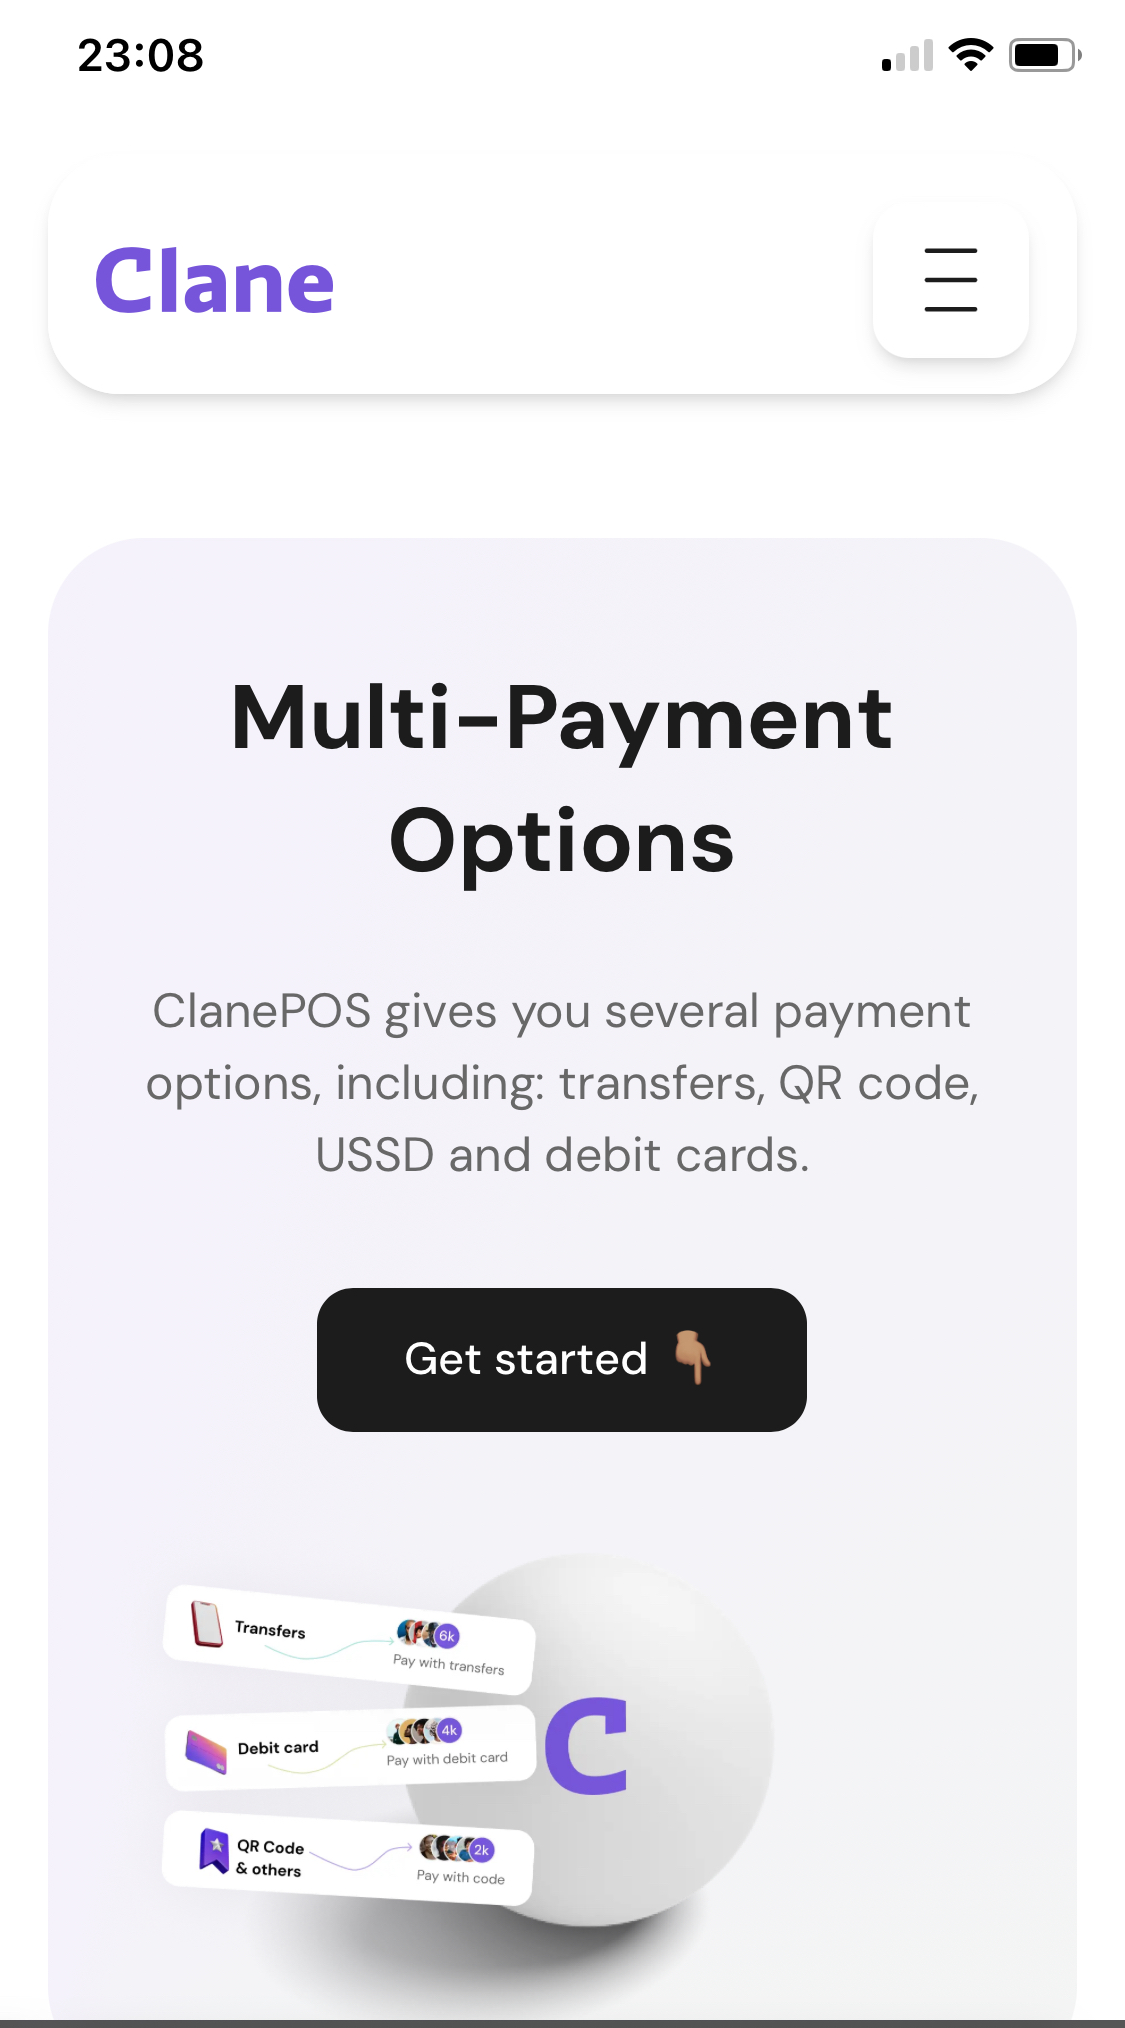 23:08
Clane
Multi-Payment
Options
ClanePOS gives you several payment
options, including: transfers, QR code,
USSD and debit cards.
Get started 👇🏽
Transfers
6k
Pay with transfers
C
Debit card
4k
Pay with debit card
QR Code
& others
2k
Pay with code